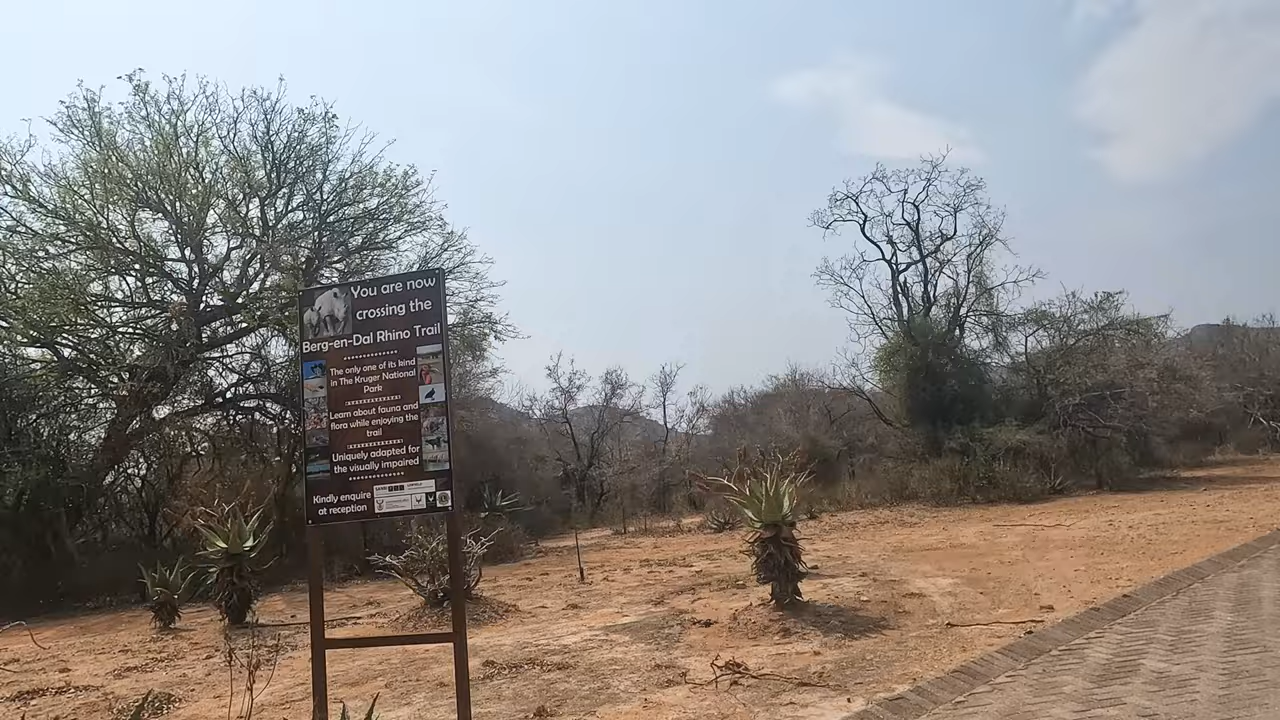 You are now
crossing the
Berg-en-Dal Rhino Trail
The only one of its kind
in The Kruger National
Park
Learn about fauna and
flora while enjoying the
trail
Uniquely adapted for
the visually impaired
Kindly enquire
at reception